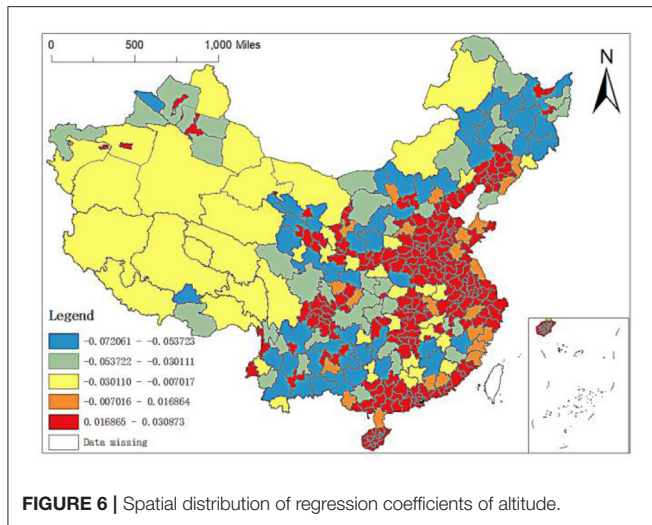 0 500 1,000 Miles
N
Legend
-0.072061 - -0.053723
-0.053722 - -0.030111
-0.030110 - -0.007017
-0.007016 - 0.016864
0.016865 - 0.030873
Data missing
FIGURE 6 | Spatial distribution of regression coefficients of altitude.